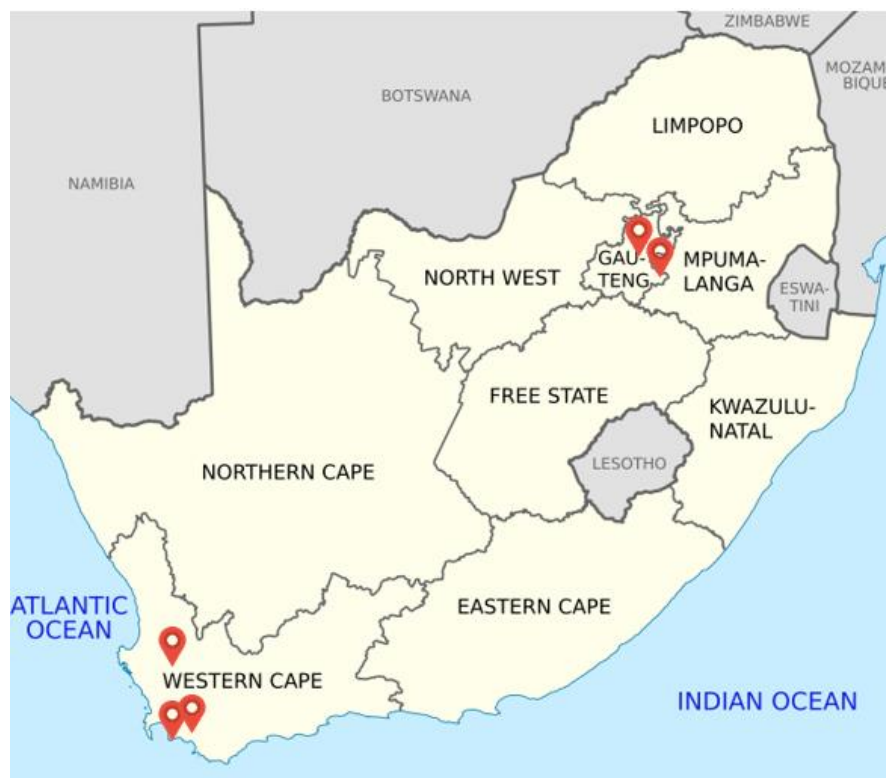 ZIMBABWE
MOZAM-
BIQUE
BOTSWANA
LIMPOPO
NAMIBIA
GAU-
TENG
MPUMA-
LANGA
NORTH WEST
ESWA-
TINI
FREE STATE
KWAZULU-
NATAL
LESOTHO
NORTHERN CAPE
ATLANTIC
OCEAN
EASTERN CAPE
WESTERN CAPE
INDIAN OCEAN